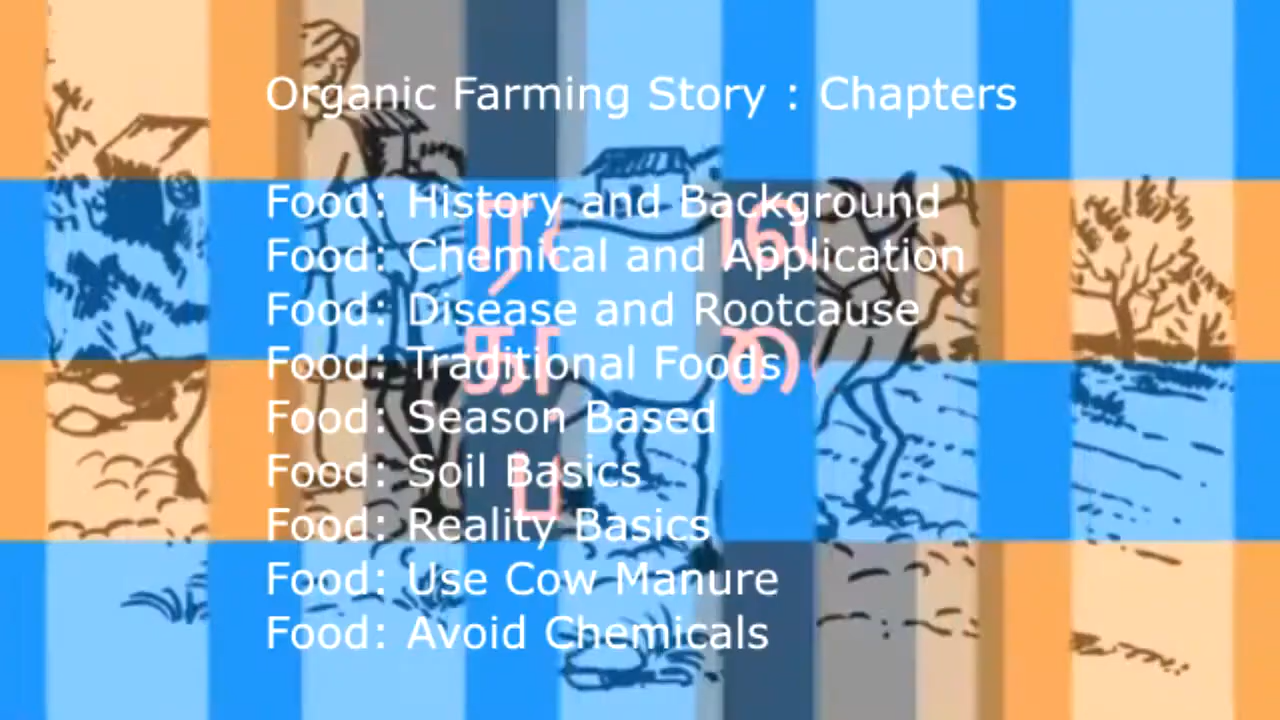 Organic Farming Story : Chapters
Food: History and Background
Food: Chemical and Application
Food: Disease and Rootcause
Food: Traditional Foods
Food: Season Based
Food: Soil Basics
Food: Reality Basics
Food: Use Cow Manure
Food: Avoid Chemicals